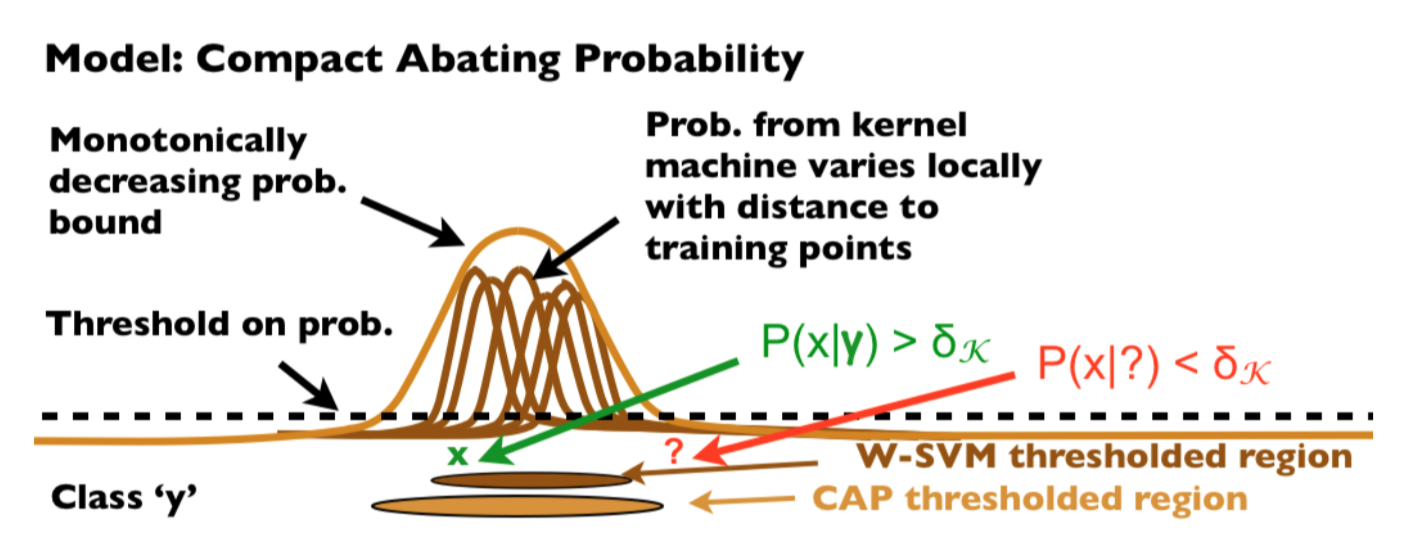 Model: Compact Abating Probability
Monotonically
decreasing prob.
bound
Prob. from kernel
machine varies locally
with distance to
training points
Threshold on prob.
P(x|y) > δ𝒦
P(x|?) < δ𝒦
x
?
W-SVM thresholded region
Class ‘y’
CAP thresholded region